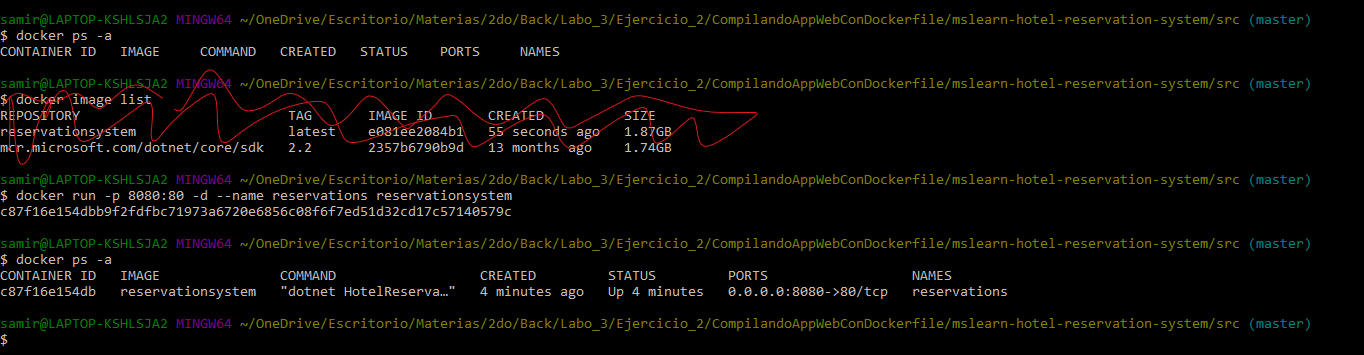 samir@LAPTOP-KSHLSJA2 MINGW64 ~/OneDrive/Escritorio/Materias/2do/Back/Labo_3/Ejercicio_2/CompilandoAppWebConDockerfile/mslearn-hotel-reservation-system/src (master)
$ docker ps -a
CONTAINER ID   IMAGE     COMMAND   CREATED   STATUS    PORTS     NAMES
samir@LAPTOP-KSHLSJA2 MINGW64 ~/OneDrive/Escritorio/Materias/2do/Back/Labo_3/Ejercicio_2/CompilandoAppWebConDockerfile/mslearn-hotel-reservation-system/src (master)
$ docker image list
REPOSITORY                          TAG       IMAGE ID       CREATED          SIZE
reservationsystem                   latest    e081ee2084b1   55 seconds ago   1.87GB
mcr.microsoft.com/dotnet/core/sdk   2.2       2357b6790b9d   13 months ago    1.74GB
samir@LAPTOP-KSHLSJA2 MINGW64 ~/OneDrive/Escritorio/Materias/2do/Back/Labo_3/Ejercicio_2/CompilandoAppWebConDockerfile/mslearn-hotel-reservation-system/src (master)
$ docker run -p 8080:80 -d --name reservations reservationsystem
c87f16e154dbb9f2fdfbc71973a6720e6856c08f6f7ed51d32cd17c57140579c
samir@LAPTOP-KSHLSJA2 MINGW64 ~/OneDrive/Escritorio/Materias/2do/Back/Labo_3/Ejercicio_2/CompilandoAppWebConDockerfile/mslearn-hotel-reservation-system/src (master)
$ docker ps -a
CONTAINER ID   IMAGE               COMMAND                  CREATED         STATUS         PORTS                  NAMES
c87f16e154db   reservationsystem   "dotnet HotelReserva…"   4 minutes ago   Up 4 minutes   0.0.0.0:8080->80/tcp   reservations
samir@LAPTOP-KSHLSJA2 MINGW64 ~/OneDrive/Escritorio/Materias/2do/Back/Labo_3/Ejercicio_2/CompilandoAppWebConDockerfile/mslearn-hotel-reservation-system/src (master)
$